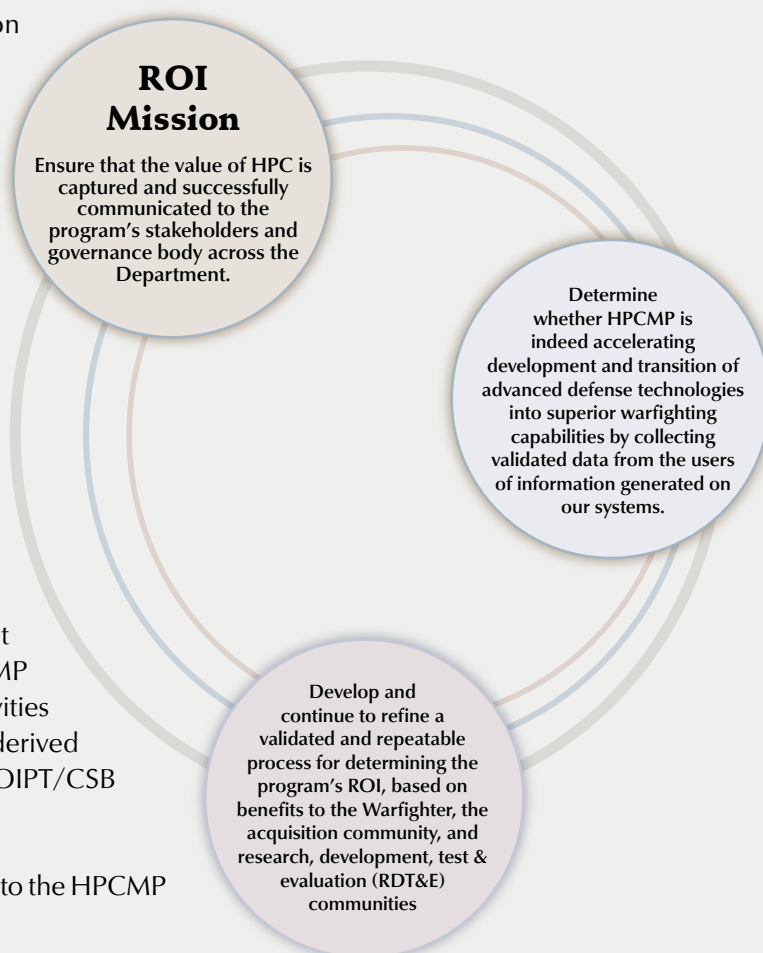 on
ROI
Mission
Ensure that the value of HPC is
captured and successfully
communicated to the
program's stakeholders and
governance body across the
Department.
Determine
whether HPCMP is
indeed accelerating
development and transition of
advanced defense technologies
into superior warfighting
capabilities by collecting
validated data from the users
of information generated on
our systems.
Develop and
continue to refine a
validated and repeatable
process for determining the
program's ROI, based on
benefits to the Warfighter, the
acquisition community, and
research, development, test &
evaluation (RDT&E)
communities
t
MP
vities
derived
OIPT/CSB
to the HPCMP